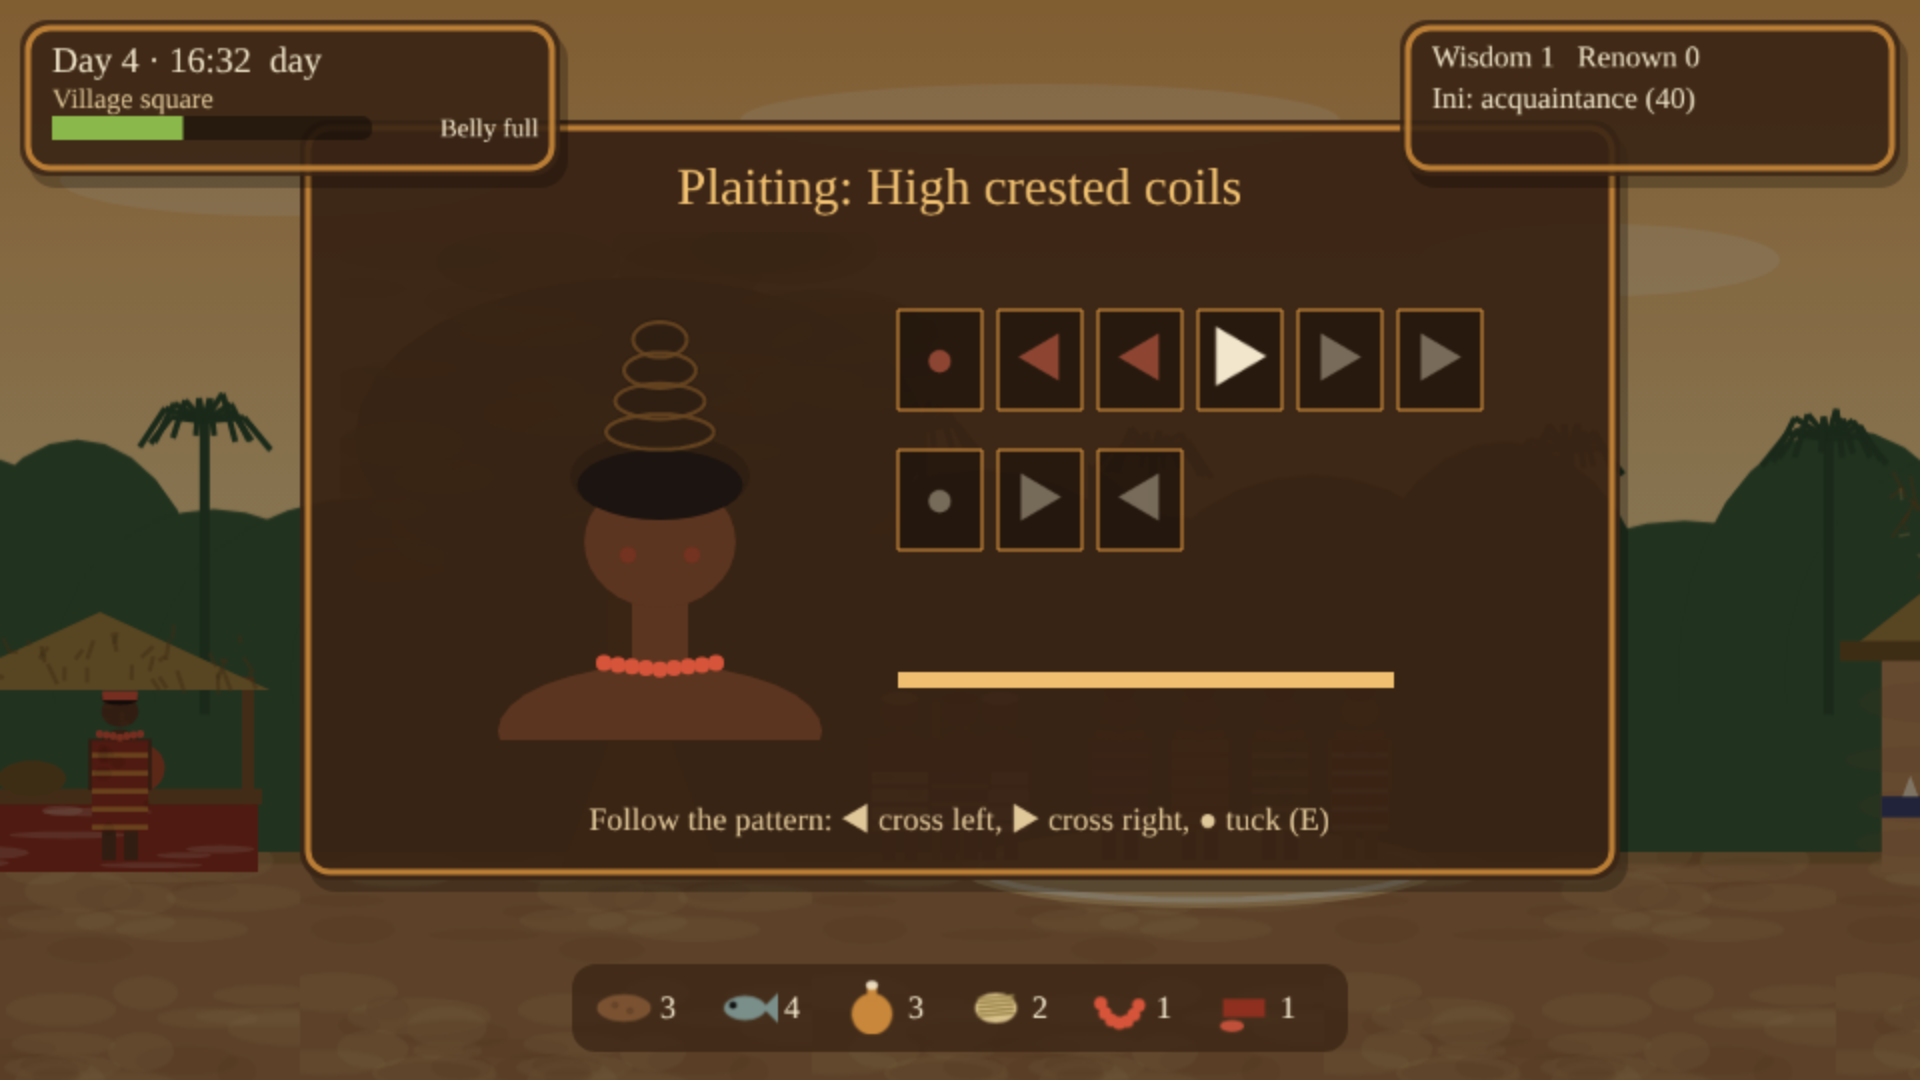 Day 4 · 16:32 day
Village square
Belly full
Wisdom 1 Renown 0
Ini: acquaintance (40)
Plaiting: High crested coils
Follow the pattern: ◀ cross left, ▶ cross right, ● tuck (E)
3 4 3 2 1 1